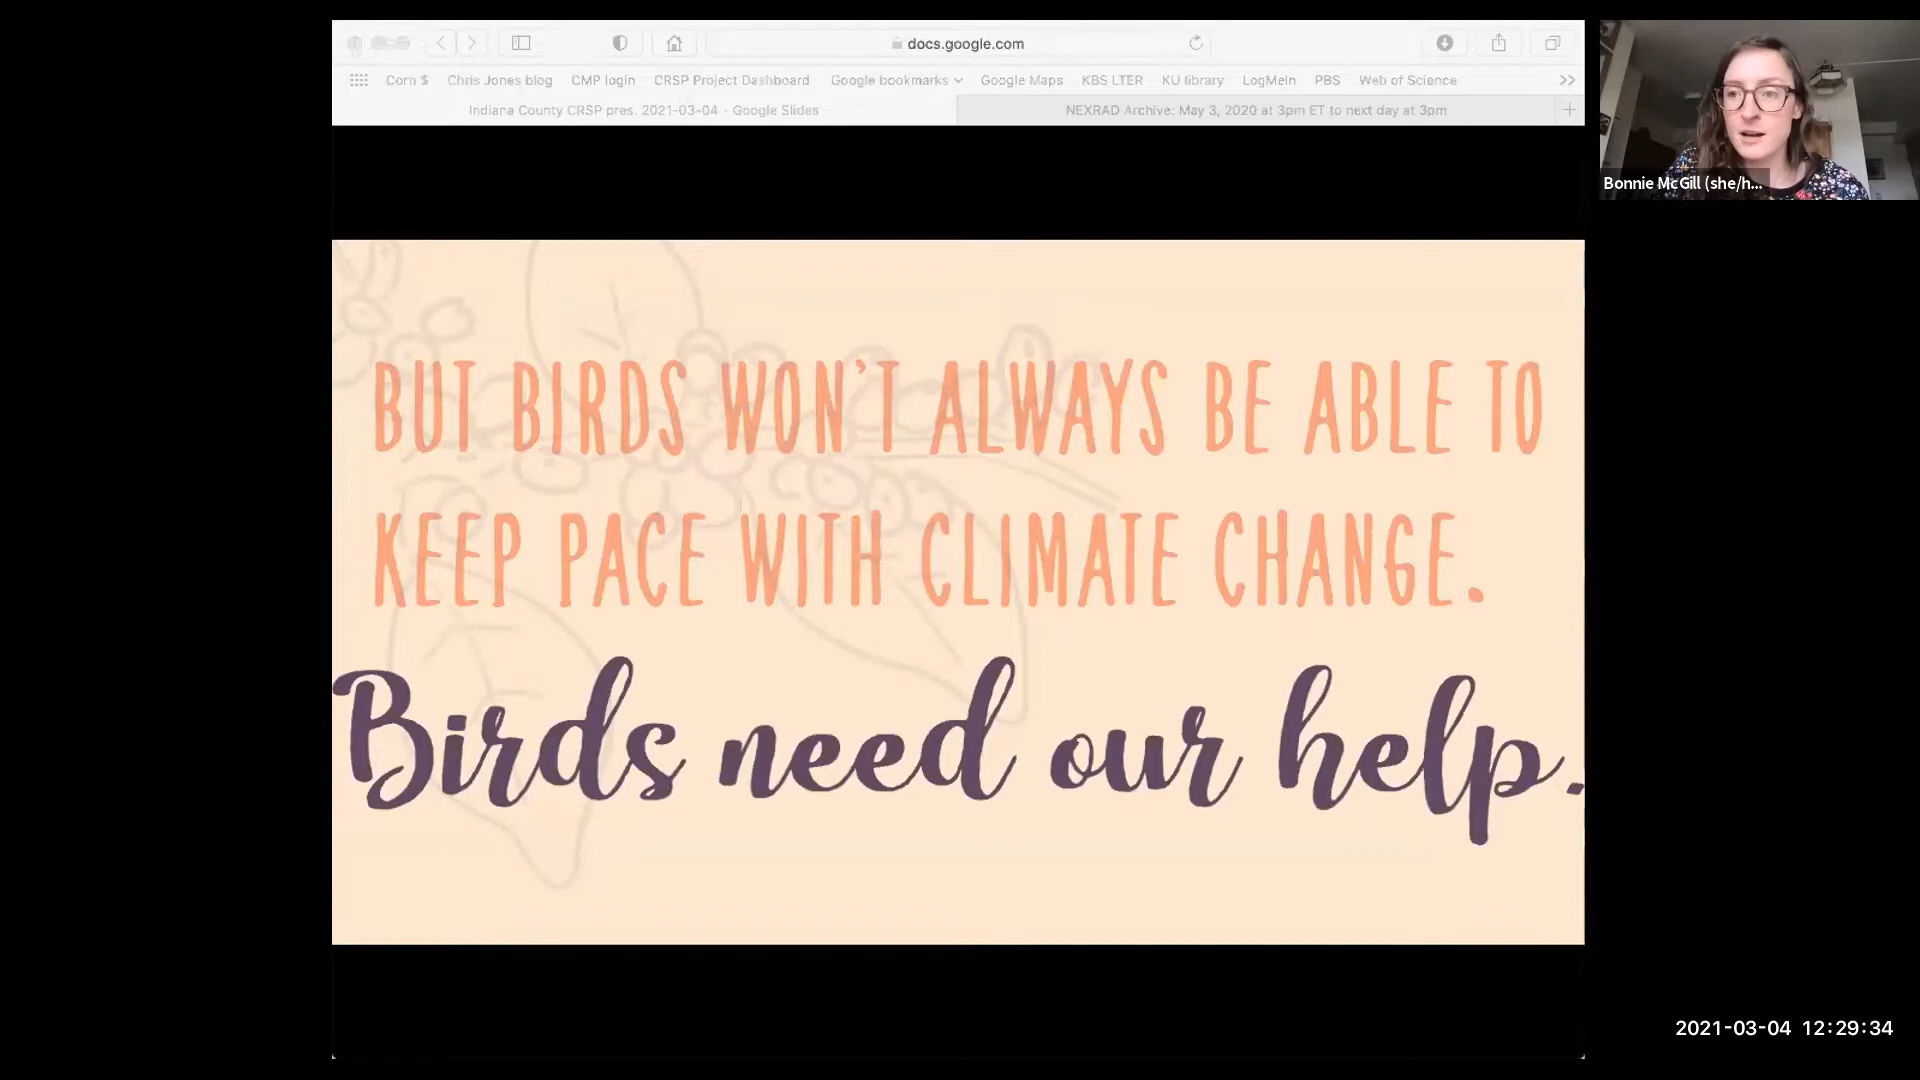 docs.google.com
Corn $ Chris Jones blog CMP login CRSP Project Dashboard Google bookmarks Google Maps KBS LTER KU library LogMeIn PBS Web of Science
Indiana County CRSP pres. 2021-03-04 - Google Slides NEXRAD Archive: May 3, 2020 at 3pm ET to next day at 3pm
Bonnie McGill (she/h...
BUT BIRDS WON'T ALWAYS BE ABLE TO
KEEP PACE WITH CLIMATE CHANGE.
Birds need our help.
2021-03-04 12:29:34